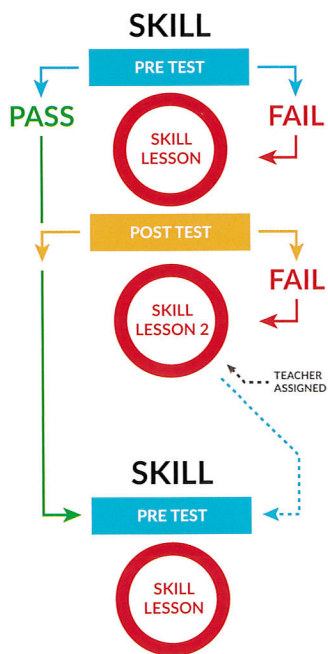 SKILL
PRE TEST
PASS
FAIL
SKILL
LESSON
POST TEST
FAIL
SKILL
LESSON 2
TEACHER
ASSIGNED
SKILL
PRE TEST
SKILL
LESSON